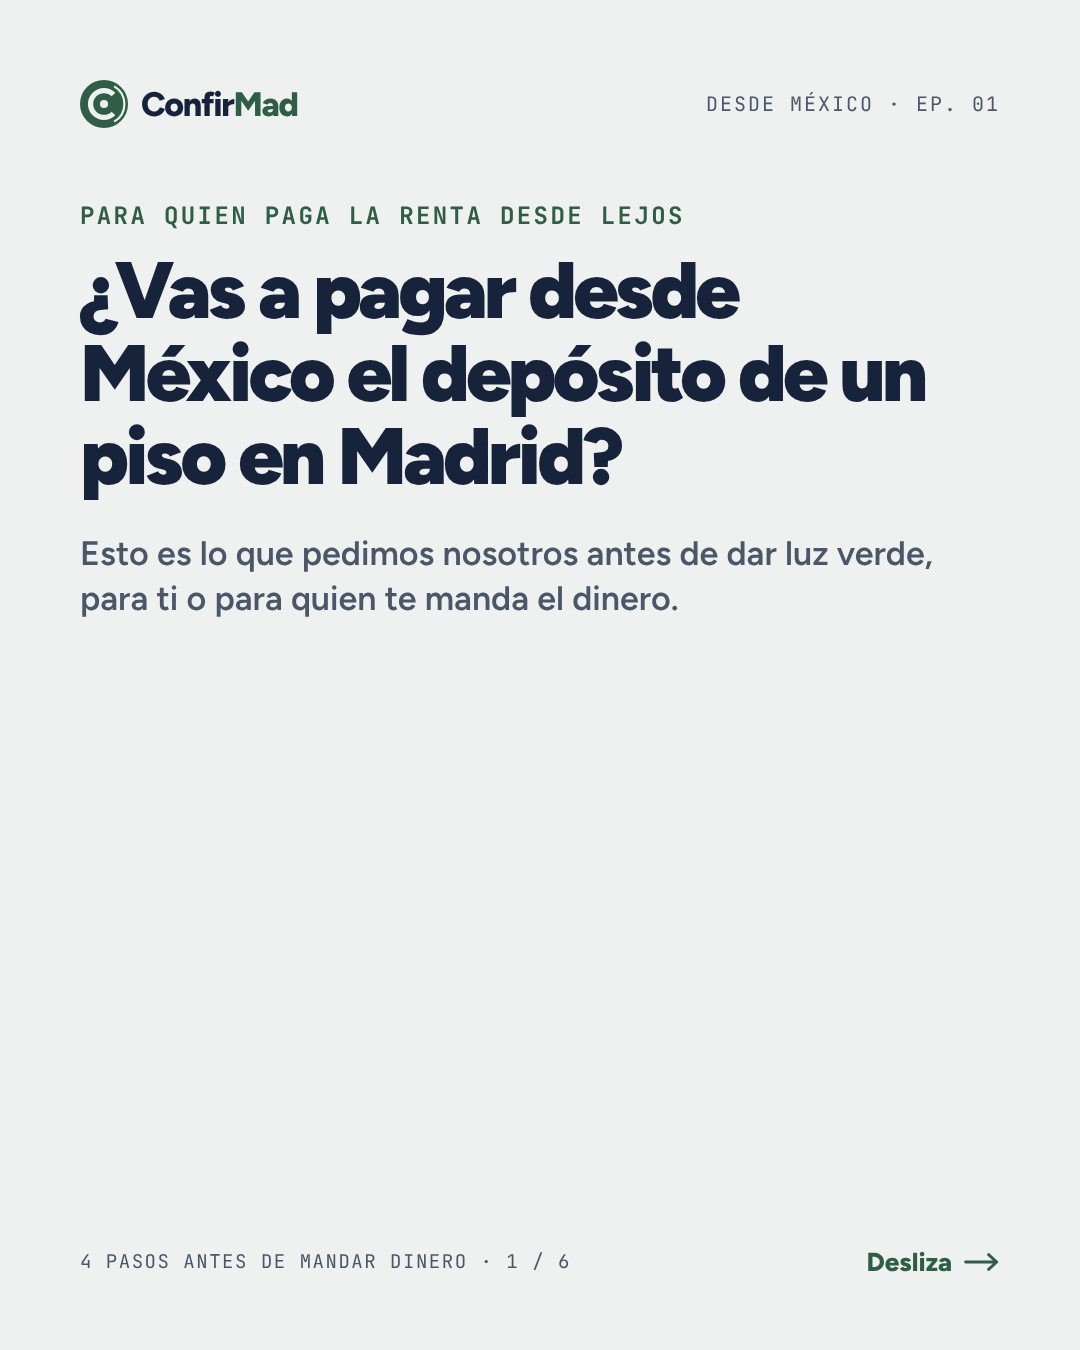 ConfirMad
DESDE MÉXICO · EP. 01
PARA QUIEN PAGA LA RENTA DESDE LEJOS
¿Vas a pagar desde
México el depósito de un
piso en Madrid?
Esto es lo que pedimos nosotros antes de dar luz verde,
para ti o para quien te manda el dinero.
4 PASOS ANTES DE MANDAR DINERO · 1 / 6
Desliza →